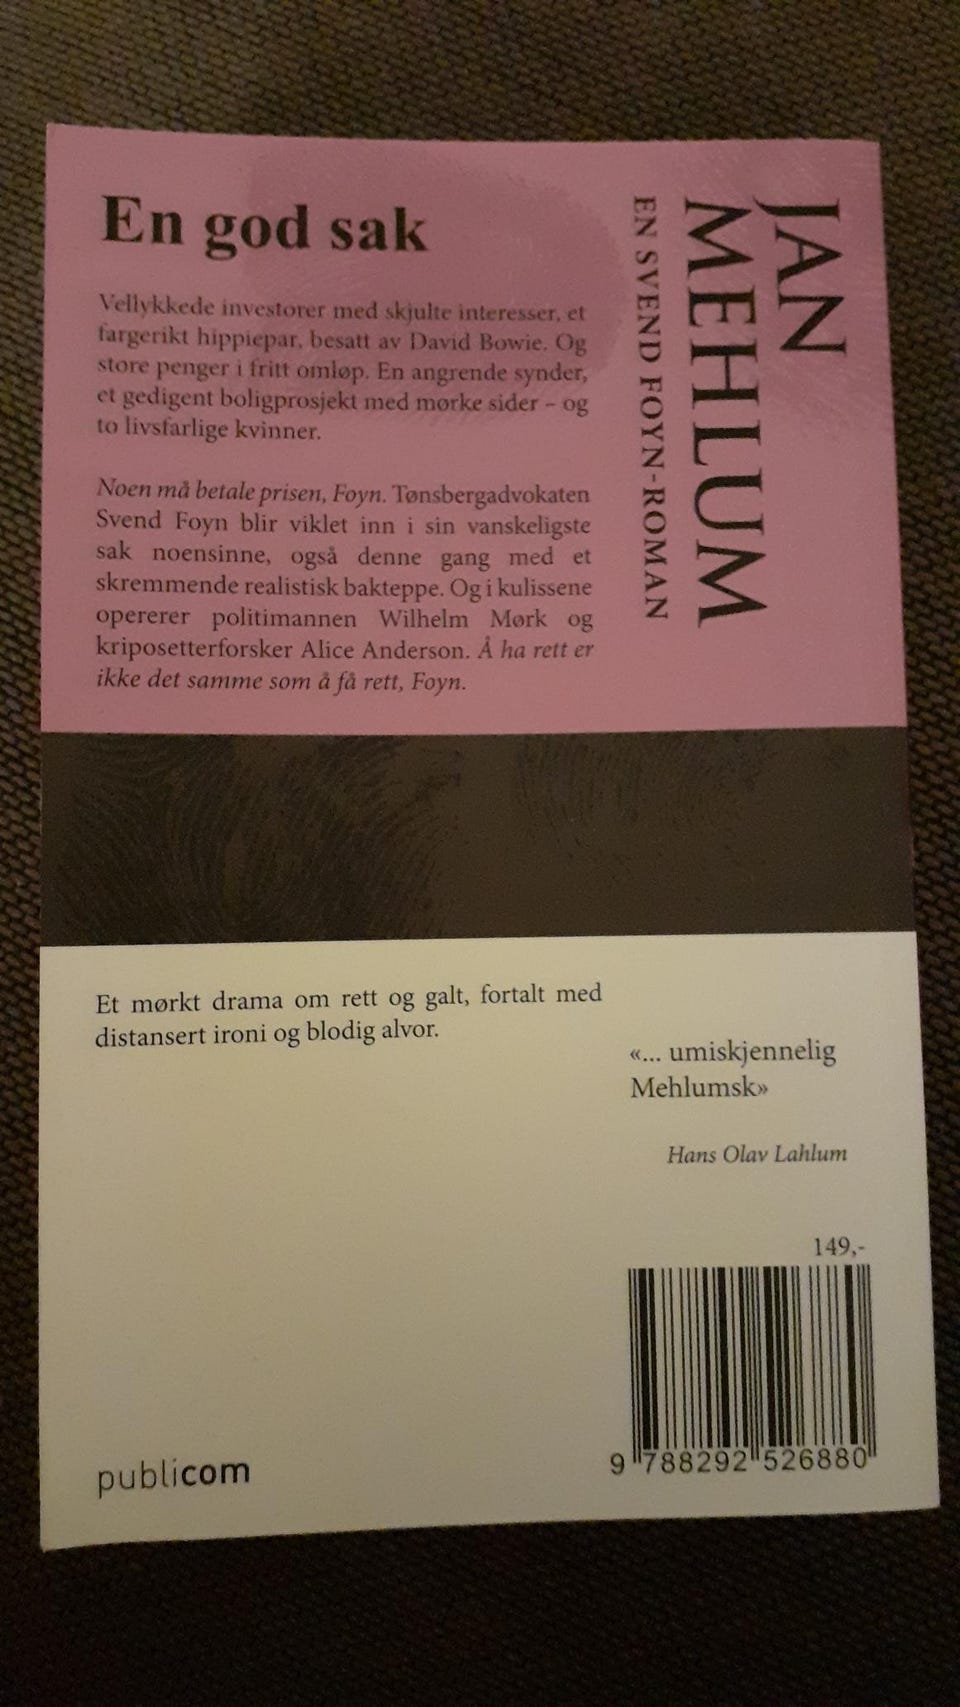 En god sak
Vellykkede investorer med skjulte interesser, et
fargerikt hippiepar, besatt av David Bowie. Og
store penger i fritt omløp. En angrende synder,
et gedigent boligprosjekt med mørke sider – og
to livsfarlige kvinner.
Noen må betale prisen, Foyn. Tønsbergadvokaten
Svend Foyn blir viklet inn i sin vanskeligste
sak noensinne, også denne gang med et
skremmende realistisk bakteppe. Og i kulissene
opererer politimannen Wilhelm Mørk og
kriposetterforsker Alice Anderson. Å ha rett er
ikke det samme som å få rett, Foyn.
JAN
MEHLUM
EN SVEND FOYN-ROMAN
Et mørkt drama om rett og galt, fortalt med
distansert ironi og blodig alvor.
«... umiskjennelig
Mehlumsk»
Hans Olav Lahlum
149,-
9 788292 526880
publicom